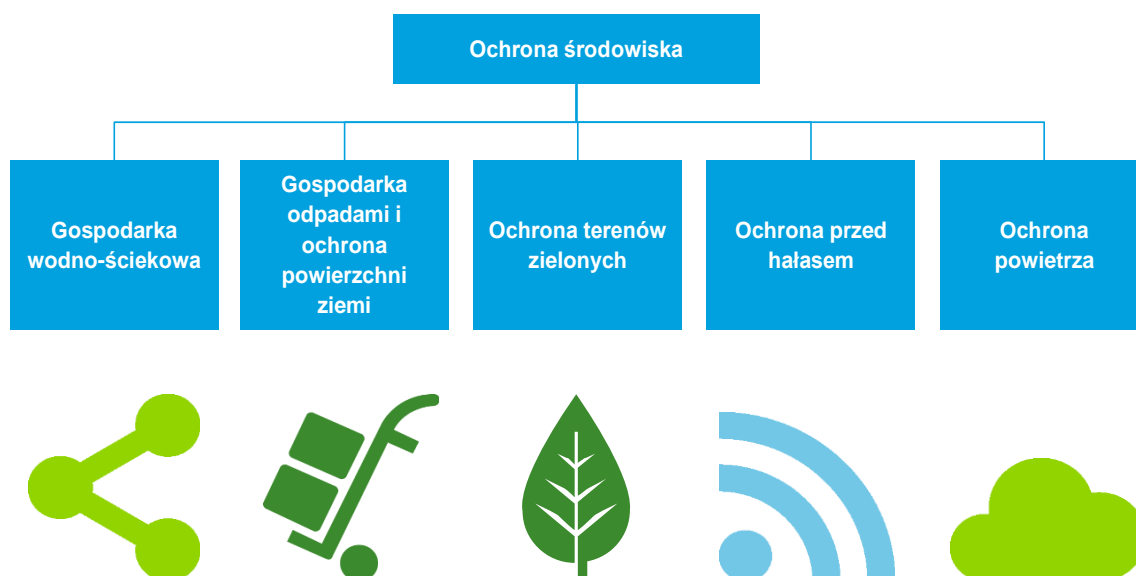 Ochrona środowiska
Gospodarka
wodno-ściekowa
Gospodarka
odpadami i
ochrona
powierzchni
ziemi
Ochrona terenów
zielonych
Ochrona przed
hałasem
Ochrona
powietrza